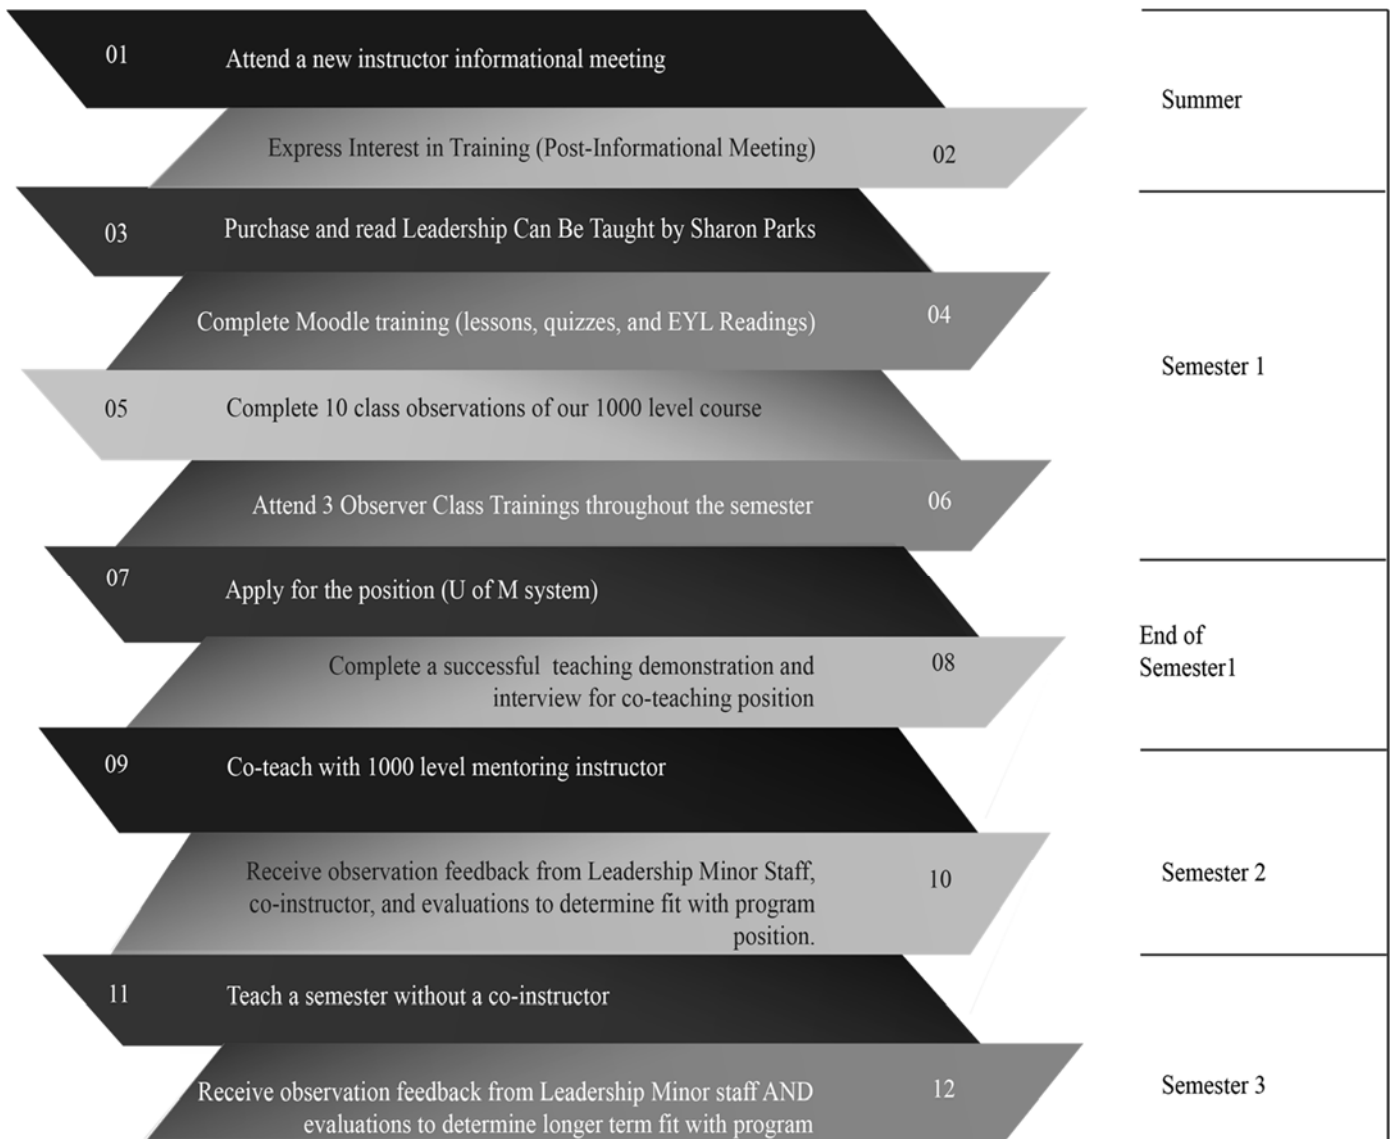 01
Attend a new instructor informational meeting
Express Interest in Training (Post-Informational Meeting)
02
03
Purchase and read Leadership Can Be Taught by Sharon Parks
Complete Moodle training (lessons, quizzes, and EYL Readings)
04
05
Complete 10 class observations of our 1000 level course
Attend 3 Observer Class Trainings throughout the semester
06
07
Apply for the position (U of M system)
Complete a successful teaching demonstration and
interview for co-teaching position
08
09
Co-teach with 1000 level mentoring instructor
Receive observation feedback from Leadership Minor Staff,
co-instructor, and evaluations to determine fit with program
position.
10
11
Teach a semester without a co-instructor
Receive observation feedback from Leadership Minor staff AND
evaluations to determine longer term fit with program
12
Summer
Semester 1
End of
Semester1
Semester 2
Semester 3